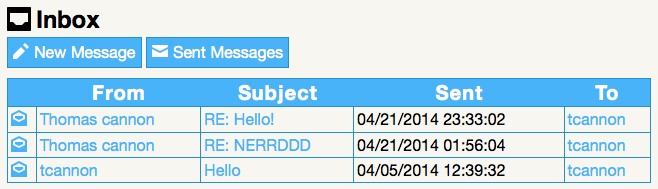 Inbox
New Message Sent Messages
From Subject Sent To
Thomas cannon RE: Hello! 04/21/2014 23:33:02 tcannon
Thomas cannon RE: NERRDDD 04/21/2014 01:56:04 tcannon
tcannon Hello 04/05/2014 12:39:32 tcannon